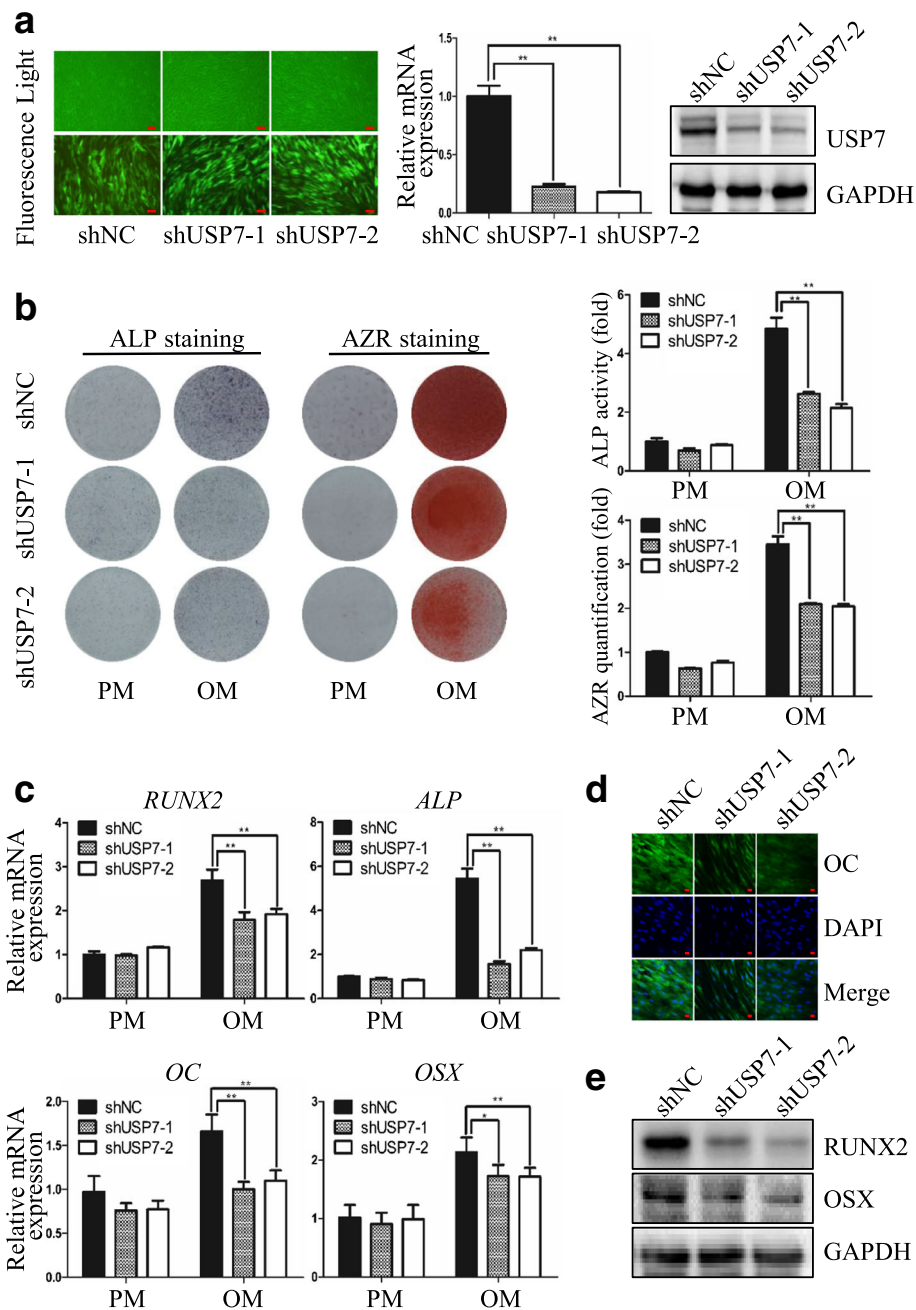 a
Fluorescence Light
shNC shUSP7-1 shUSP7-2
Relative mRNA
expression
1.5
1.0
0.5
0.0
**
**
shNC shUSP7-1 shUSP7-2
shNC shUSP7-1 shUSP7-2
USP7
GAPDH
b
ALP staining AZR staining
shNC
shUSP7-1
shUSP7-2
PM OM PM OM
ALP activity (fold)
6
4
2
0
shNC
shUSP7-1
shUSP7-2
**
**
PM OM
AZR quantification (fold)
4
3
2
1
0
shNC
shUSP7-1
shUSP7-2
**
**
PM OM
c
RUNX2
Relative mRNA
expression
4
3
2
1
0
shNC
shUSP7-1
shUSP7-2
**
**
PM OM
ALP
8
6
4
2
0
shNC
shUSP7-1
shUSP7-2
**
**
PM OM
OC
Relative mRNA
expression
2.0
1.5
1.0
0.5
0.0
shNC
shUSP7-1
shUSP7-2
**
**
PM OM
OSX
3
2
1
0
shNC
shUSP7-1
shUSP7-2
**
*
PM OM
d
shNC shUSP7-1 shUSP7-2
OC
DAPI
Merge
e
shNC shUSP7-1 shUSP7-2
RUNX2
OSX
GAPDH